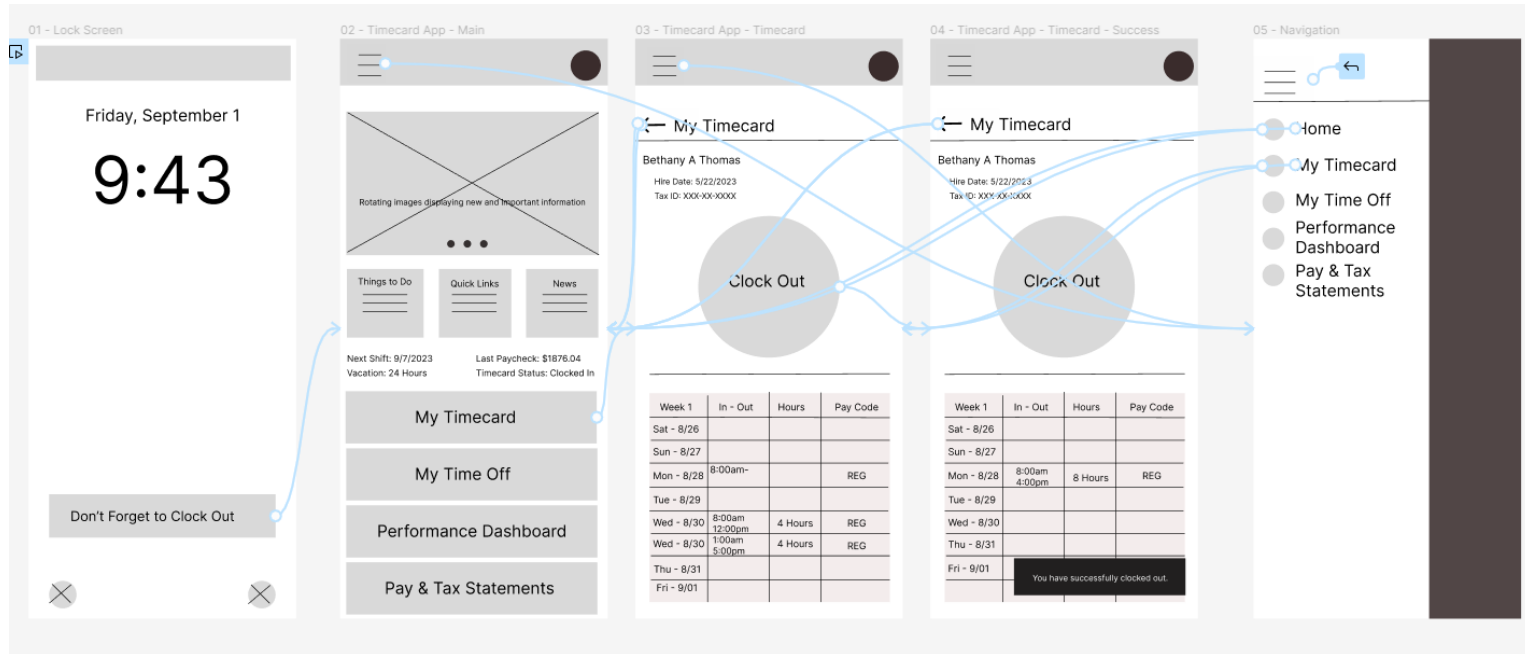 01 - Lock Screen
Friday, September 1
9:43
Don't Forget to Clock Out
02 - Timecard App - Main
Rotating images displaying new and important information
Things to Do
Quick Links
News
Next Shift: 9/7/2023
Last Paycheck: $1876.04
Vacation: 24 Hours
Timecard Status: Clocked In
My Timecard
My Time Off
Performance Dashboard
Pay & Tax Statements
03 - Timecard App - Timecard
My Timecard
Bethany A Thomas
Hire Date: 5/22/2023
Tax ID: XXX-XX-XXXX
Clock Out
Week 1 In - Out Hours Pay Code
Sat - 8/26
Sun - 8/27
Mon - 8/28 8:00am- REG
Tue - 8/29
Wed - 8/30 8:00am 4 Hours REG
12:00pm
Wed - 8/30 1:00am 4 Hours REG
5:00pm
Thu - 8/31
Fri - 9/01
04 - Timecard App - Timecard - Success
My Timecard
Bethany A Thomas
Hire Date: 5/22/2023
Tax ID: XXX-XX-XXXX
Clock Out
Week 1 In - Out Hours Pay Code
Sat - 8/26
Sun - 8/27
Mon - 8/28 8:00am 8 Hours REG
4:00pm
Tue - 8/29
Wed - 8/30
Thu - 8/31
Fri - 9/01
You have successfully clocked out.
05 - Navigation
Home
My Timecard
My Time Off
Performance
Dashboard
Pay & Tax
Statements